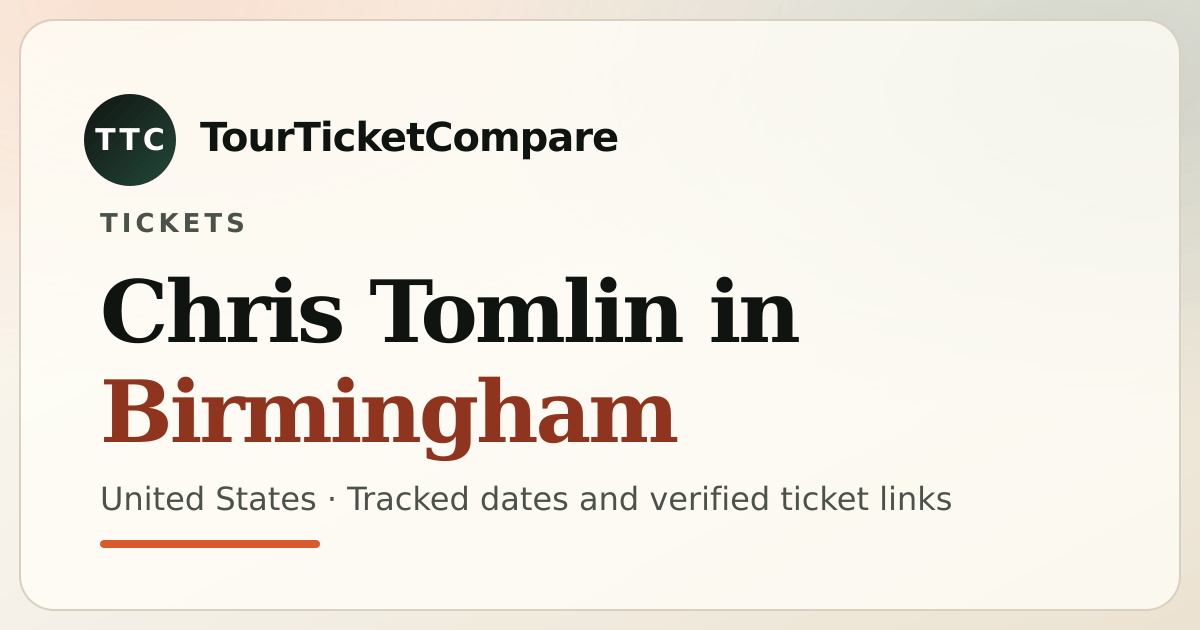 TTC TourTicketCompare
TICKETS
Chris Tomlin in
Birmingham
United States · Tracked dates and verified ticket links